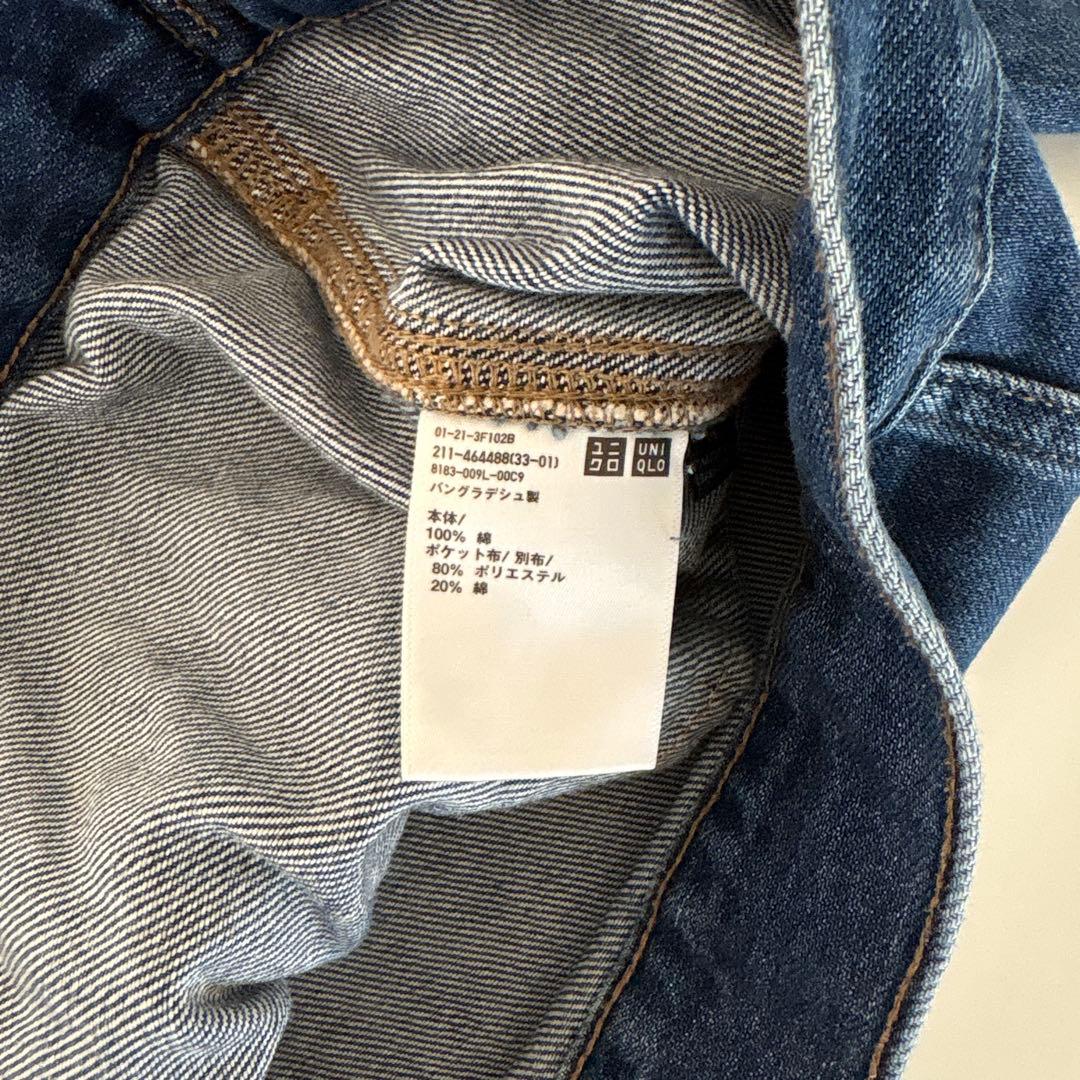 01-21-3F102B
211-464488(33-01)
8183-009L-00C9
バングラデシュ製
ユニ
クロ
UNI
QLO
本体/
100% 綿
ポケット布/ 別布/
80% ポリエステル
20% 綿